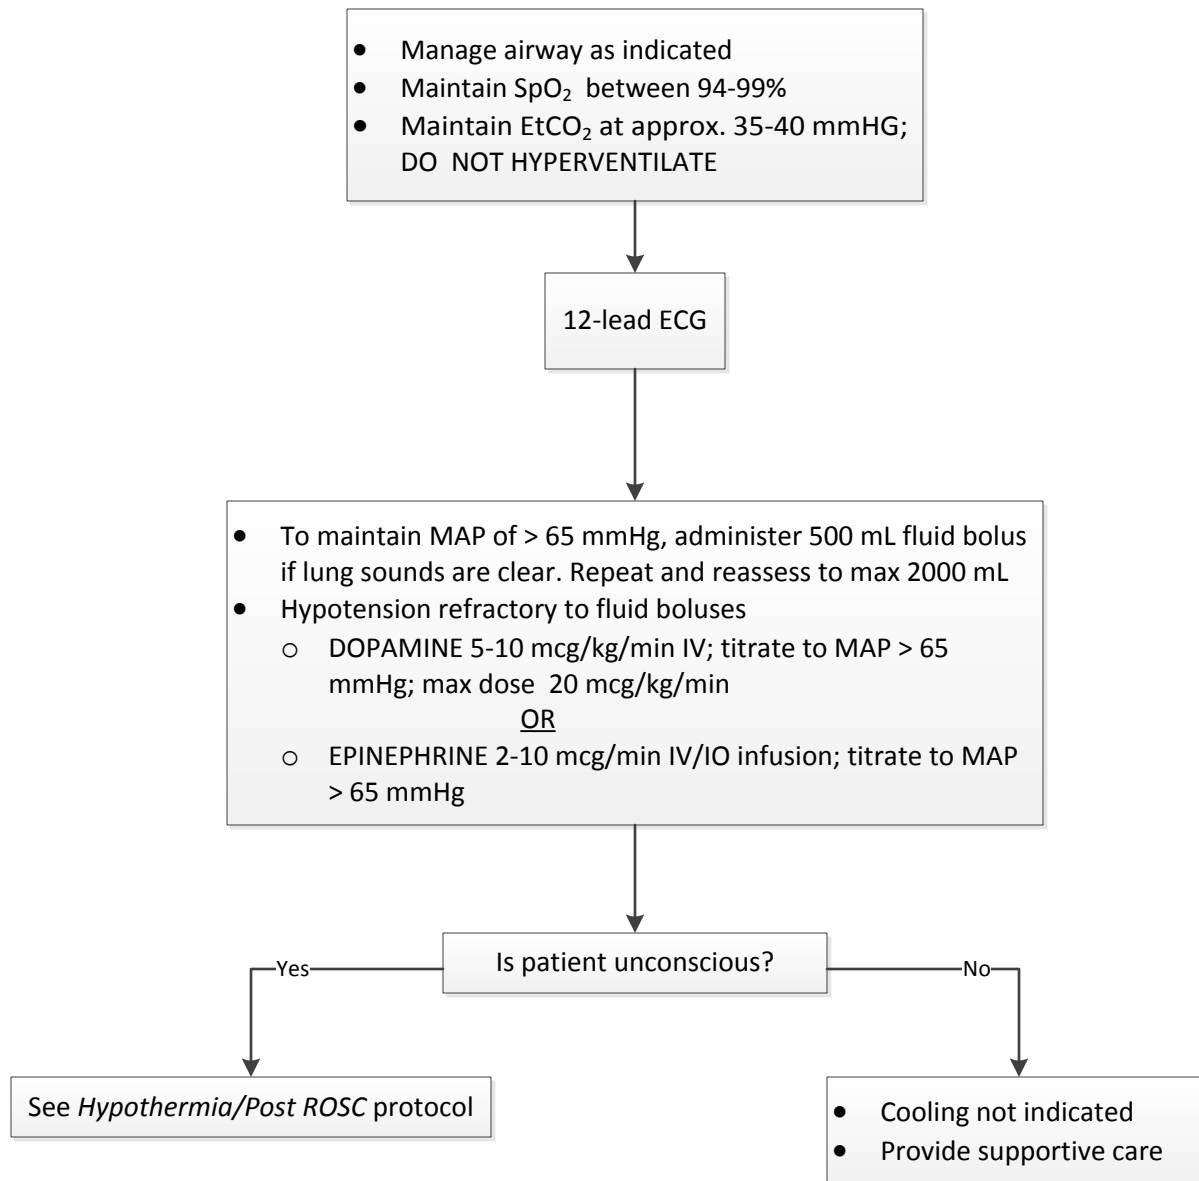 • Manage airway as indicated
• Maintain SpO₂ between 94-99%
• Maintain EtCO₂ at approx. 35-40 mmHG;
DO NOT HYPERVENTILATE
12-lead ECG
• To maintain MAP of > 65 mmHg, administer 500 mL fluid bolus
if lung sounds are clear. Repeat and reassess to max 2000 mL
• Hypotension refractory to fluid boluses
o DOPAMINE 5-10 mcg/kg/min IV; titrate to MAP > 65
mmHg; max dose 20 mcg/kg/min
OR
o EPINEPHRINE 2-10 mcg/min IV/IO infusion; titrate to MAP
> 65 mmHg
Is patient unconscious?
Yes
No
See Hypothermia/Post ROSC protocol
• Cooling not indicated
• Provide supportive care